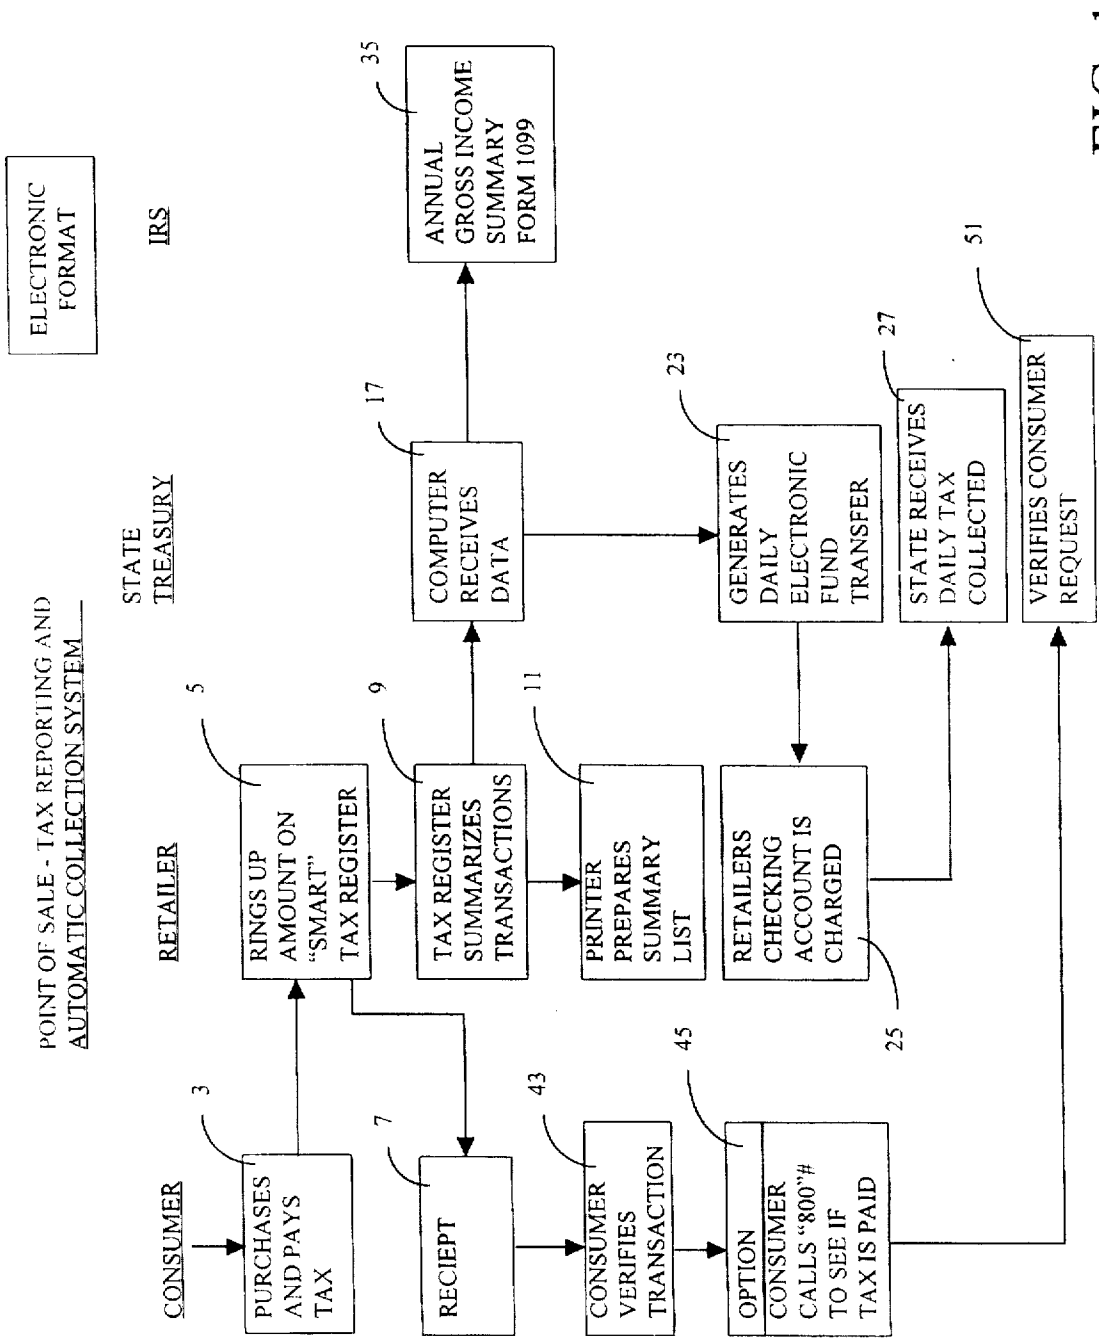 ELECTRONIC
FORMAT
POINT OF SALE - TAX REPORTING AND
AUTOMATIC COLLECTION SYSTEM
CONSUMER
RETAILER
STATE
TREASURY
IRS
3
PURCHASES
AND PAYS
TAX
5
RINGS UP
AMOUNT ON
"SMART"
TAX REGISTER
7
RECIEPT
9
TAX REGISTER
SUMMARIZES
TRANSACTIONS
17
COMPUTER
RECEIVES
DATA
35
ANNUAL
GROSS INCOME
SUMMARY
FORM 1099
43
CONSUMER
VERIFIES
TRANSACTION
11
PRINTER
PREPARES
SUMMARY
LIST
45
OPTION
CONSUMER
CALLS "800"#
TO SEE IF
TAX IS PAID
RETAILERS
CHECKING
ACCOUNT IS
CHARGED
25
23
GENERATES
DAILY
ELECTRONIC
FUND
TRANSFER
27
STATE RECEIVES
DAILY TAX
COLLECTED
51
VERIFIES CONSUMER
REQUEST